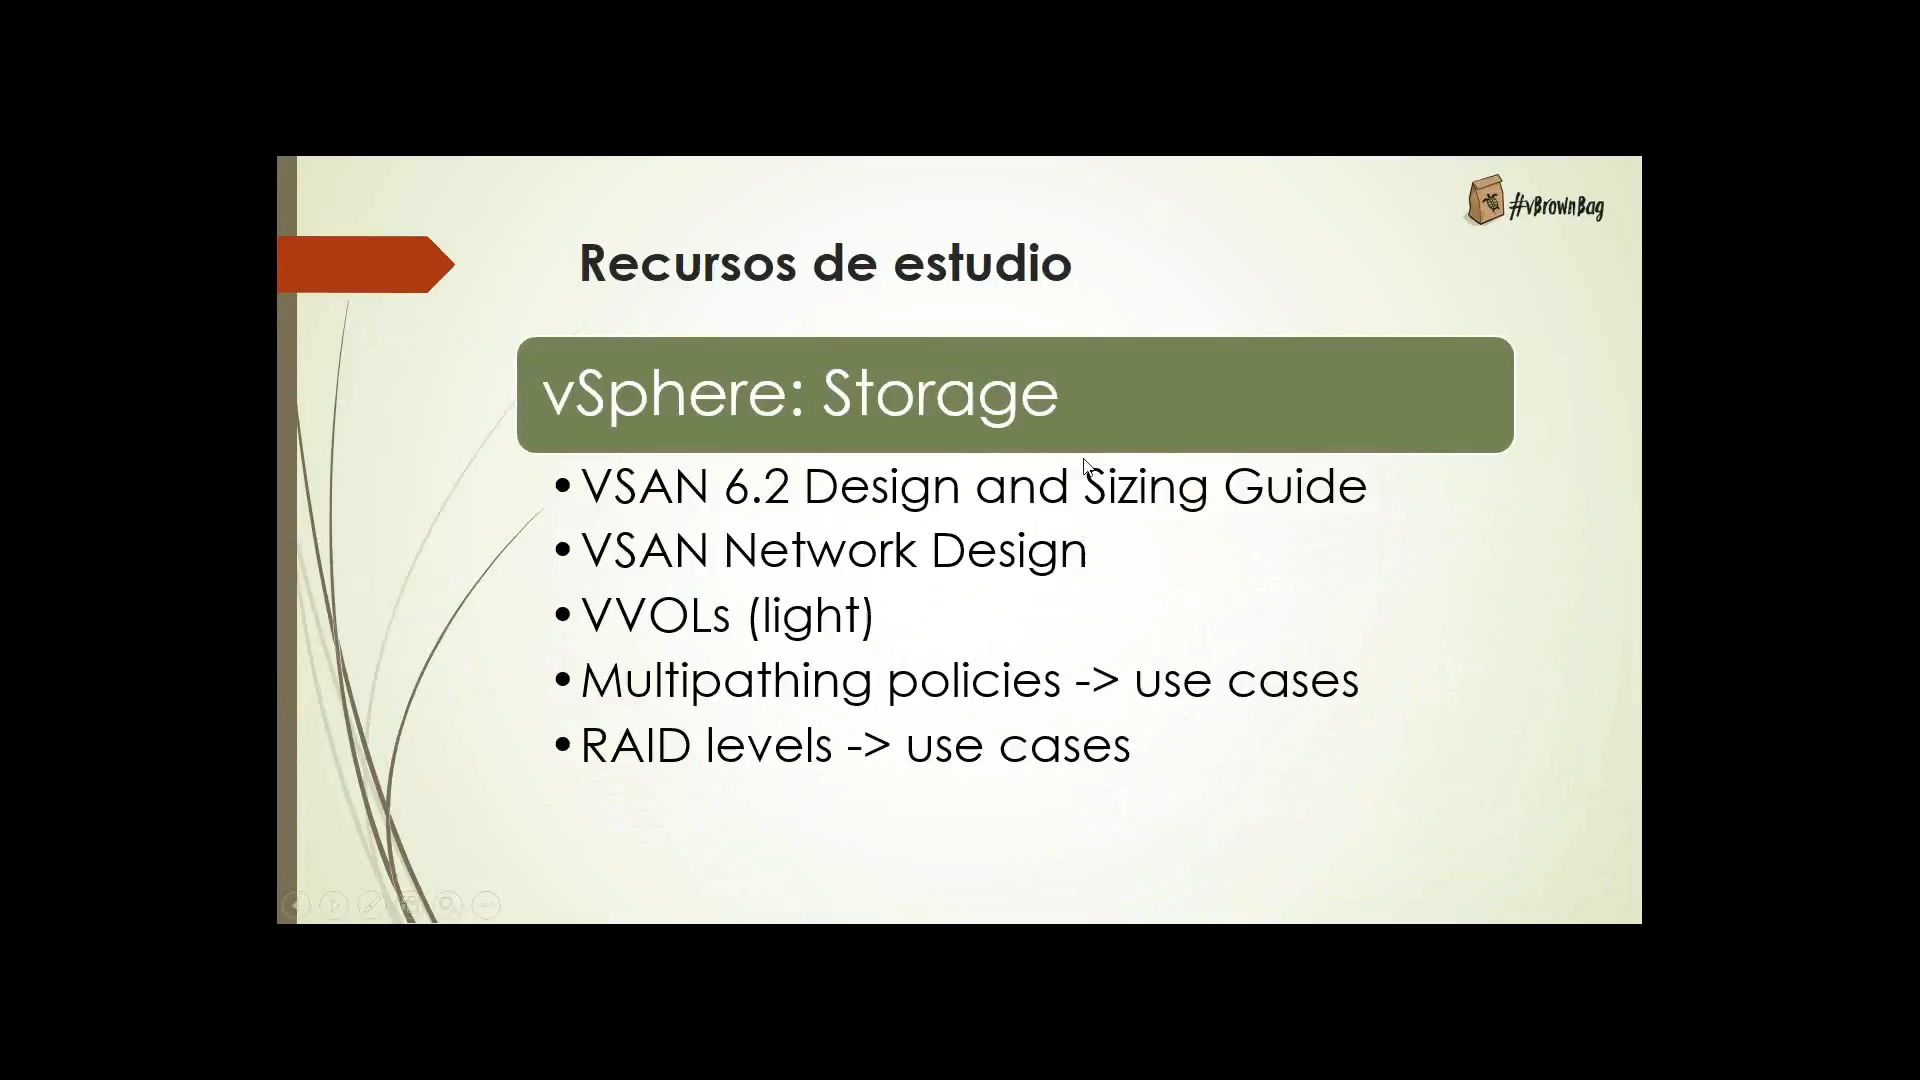 #vBrownBag
Recursos de estudio
vSphere: Storage
•VSAN 6.2 Design and Sizing Guide
•VSAN Network Design
•VVOLs (light)
•Multipathing policies -> use cases
•RAID levels -> use cases